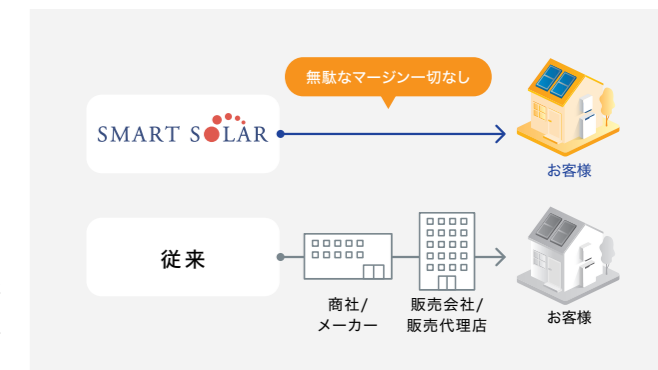 無駄なマージン一切なし
SMART SOLAR
お客様
従来
商社/
メーカー
販売会社/
販売代理店
お客様